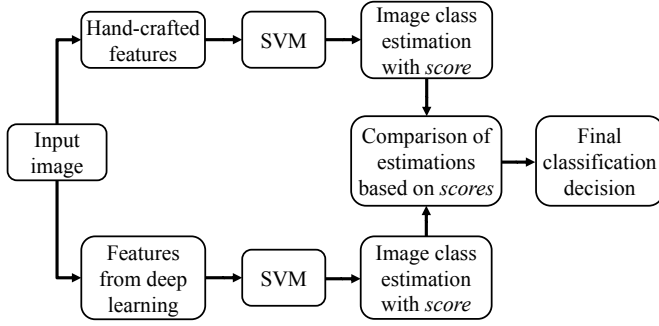 Hand-crafted
features
SVM
Image class
estimation
with score
Input
image
Comparison of
estimations
based on scores
Final
classification
decision
Features
from deep
learning
SVM
Image class
estimation
with score